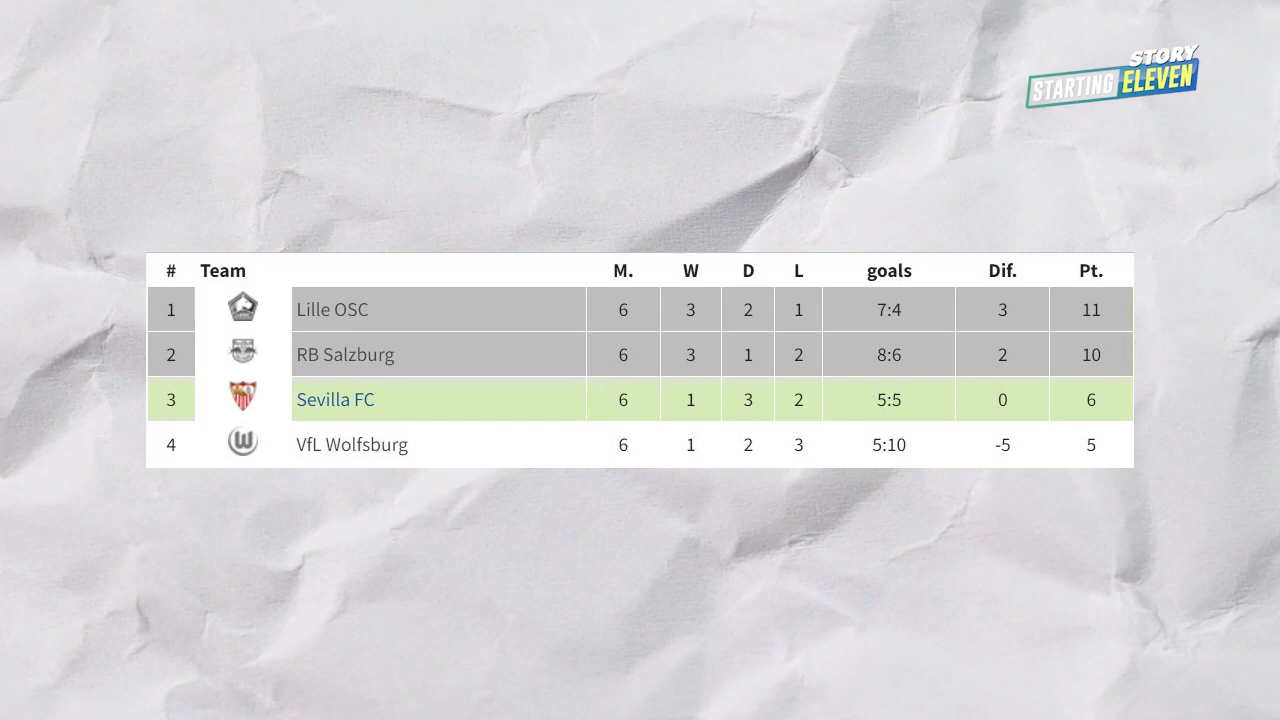 STORY
STARTING ELEVEN
# Team M. W D L goals Dif. Pt.
1 Lille OSC 6 3 2 1 7:4 3 11
2 RB Salzburg 6 3 1 2 8:6 2 10
3 Sevilla FC 6 1 3 2 5:5 0 6
4 VfL Wolfsburg 6 1 2 3 5:10 -5 5